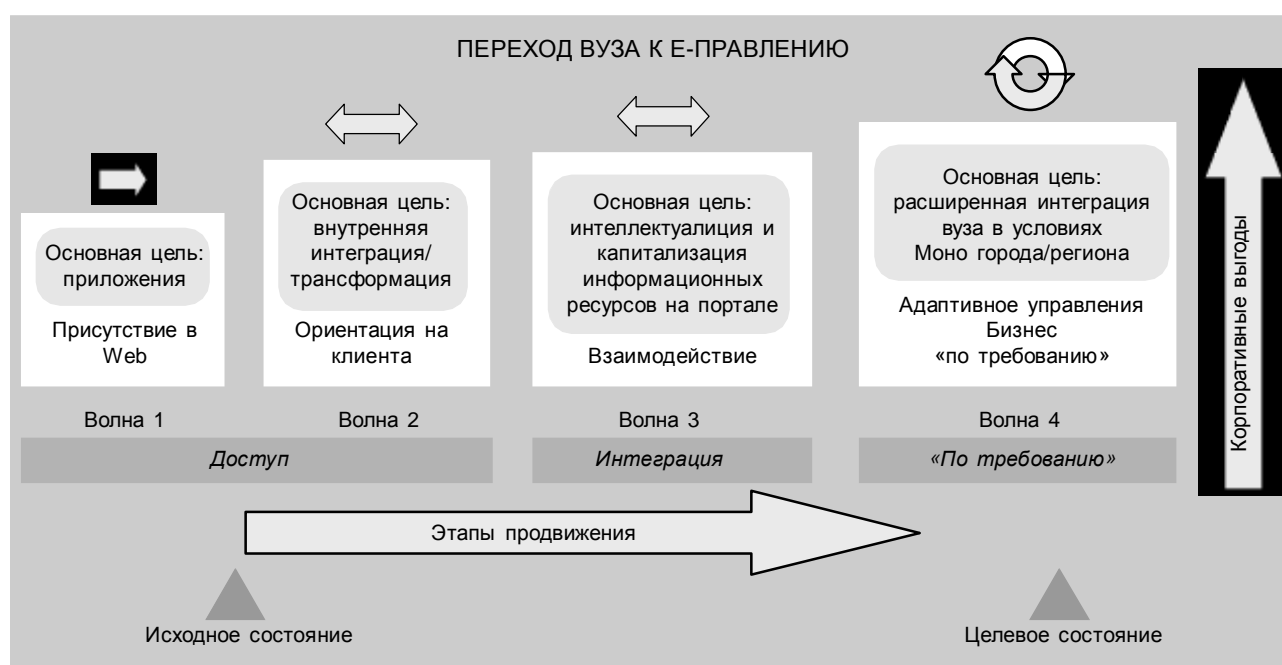 ПЕРЕХОД ВУЗА К Е-ПРАВЛЕНИЮ
Основная цель:
приложения
Присутствие в
Web
Основная цель:
внутренняя
интеграция/
трансформация
Ориентация на
клиента
Основная цель:
интеллектуалиция и
капитализация
информационных
ресурсов на портале
Взаимодействие
Основная цель:
расширенная интеграция
вуза в условиях
Моно города/региона
Адаптивное управления
Бизнес
«по требованию»
Корпоративные выгоды
Волна 1
Волна 2
Волна 3
Волна 4
Доступ
Интеграция
«По требованию»
Этапы продвижения
Исходное состояние
Целевое состояние